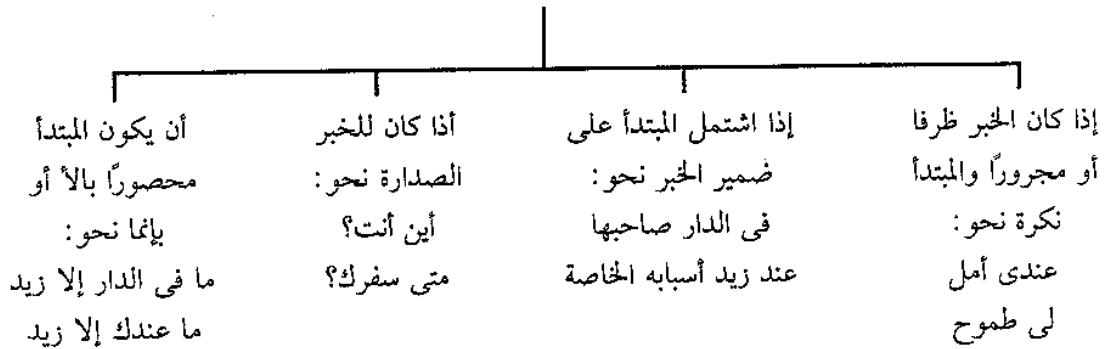 إذا كان الخبر ظرفا
أو مجرورًا والمبتدأ
نكرة نحو:
عندى أمل
لى طموح
إذا اشتمل المبتدأ على
ضمير الخبر نحو:
فى الدار صاحبها
عند زيد أسبابه الخاصة
أذا كان للخبر
الصدارة نحو:
أين أنت؟
متى سفرك؟
أن يكون المبتدأ
محصورًا بالأ أو
بإنما نحو:
ما فى الدار إلا زيد
ما عندك إلا زيد